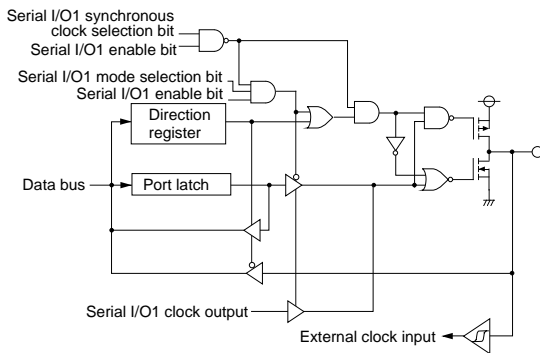 Serial I/O1 synchronous
clock selection bit
Serial I/O1 enable bit
Serial I/O1 mode selection bit
Serial I/O1 enable bit
Direction
register
Data bus
Port latch
Serial I/O1 clock output
External clock input